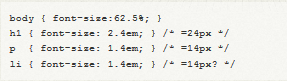 body { font-size:62.5%; }
h1 { font-size: 2.4em; } /* =24px */
p  { font-size: 1.4em; } /* =14px */
li { font-size: 1.4em; } /* =14px? */